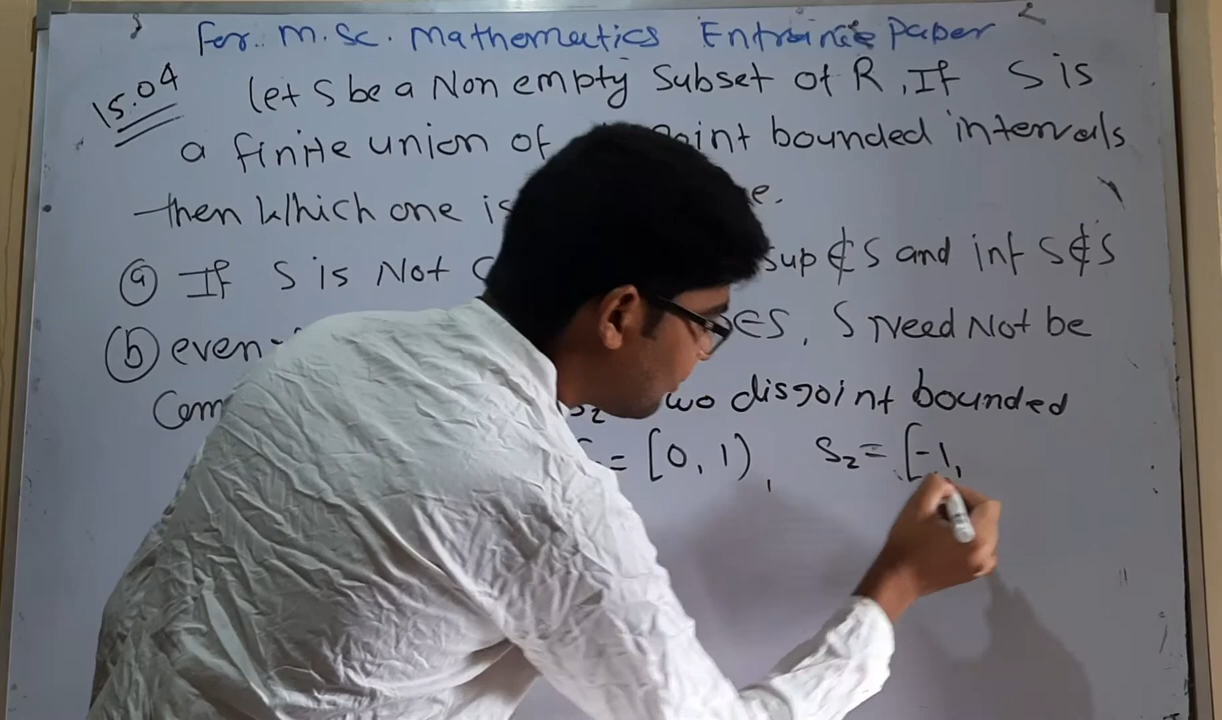 For M.Sc. Mathematics Entrance Paper
15.04 Let S be a Non empty Subset of R, If S is
a finite union of bounded intervals
then Which one is
(a) If S is Not sup ∉ S and inf S ∉ S
(b) even ∈S, S Need Not be
Com two disjoint bounded
= [0, 1), S₂ = [-1,